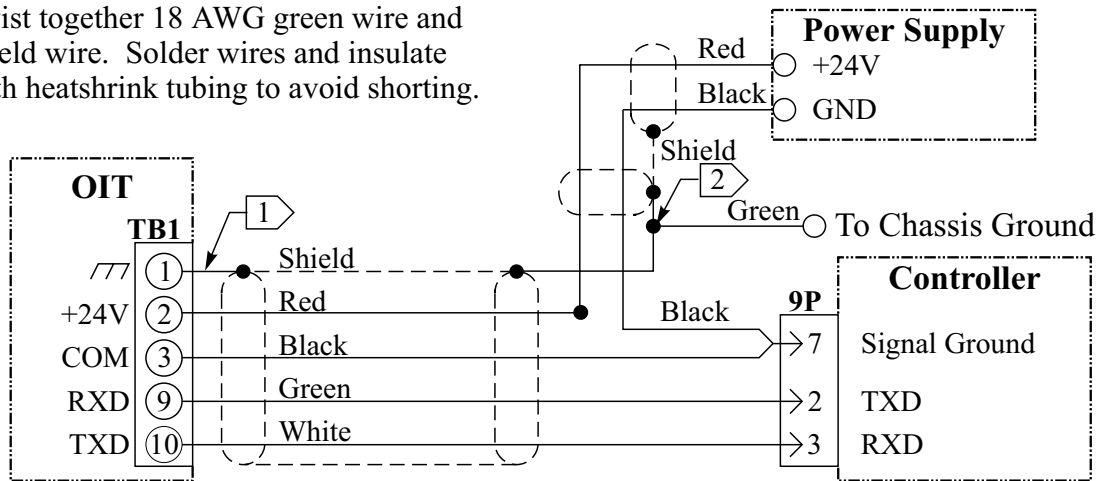 18 AWG green wire and
wire. Solder wires and insulate
heatshrink tubing to avoid shorting.
together
Power Supply
Red
+24V
Black
GND
Shield
2
Green
To Chassis Ground
OIT
TB1
1
1
Shield
+24V
2
Red
COM
3
Black
RXD
9
Green
TXD
10
White
Controller
9P
Black
7
Signal Ground
2
TXD
3
RXD